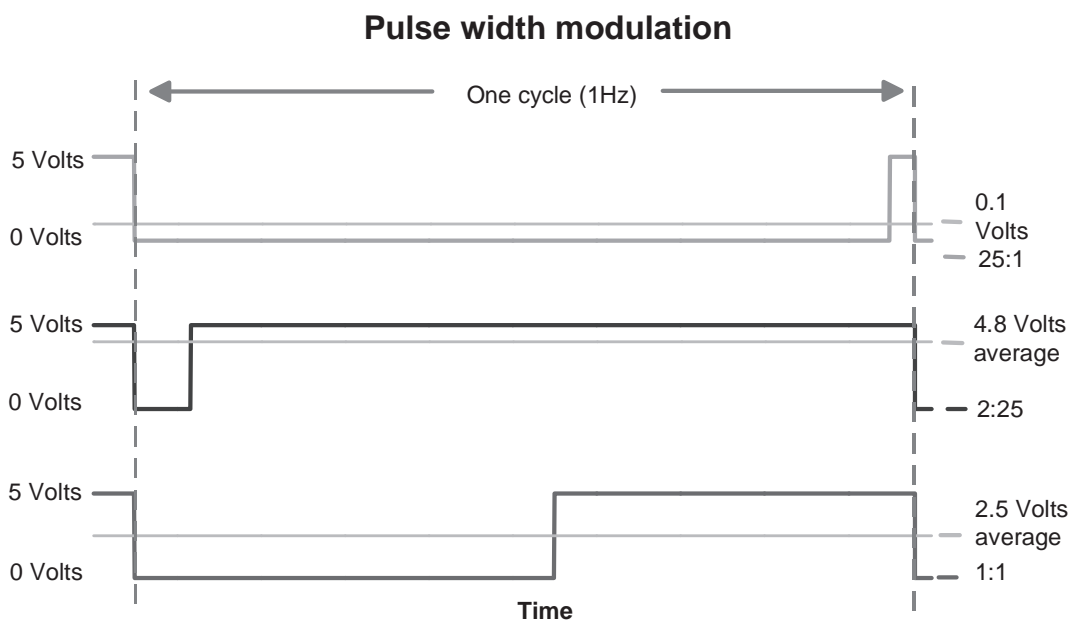 Pulse width modulation
One cycle (1Hz)
5 Volts
0 Volts
0.1
Volts
25:1
5 Volts
0 Volts
4.8 Volts
average
2:25
5 Volts
0 Volts
2.5 Volts
average
1:1
Time